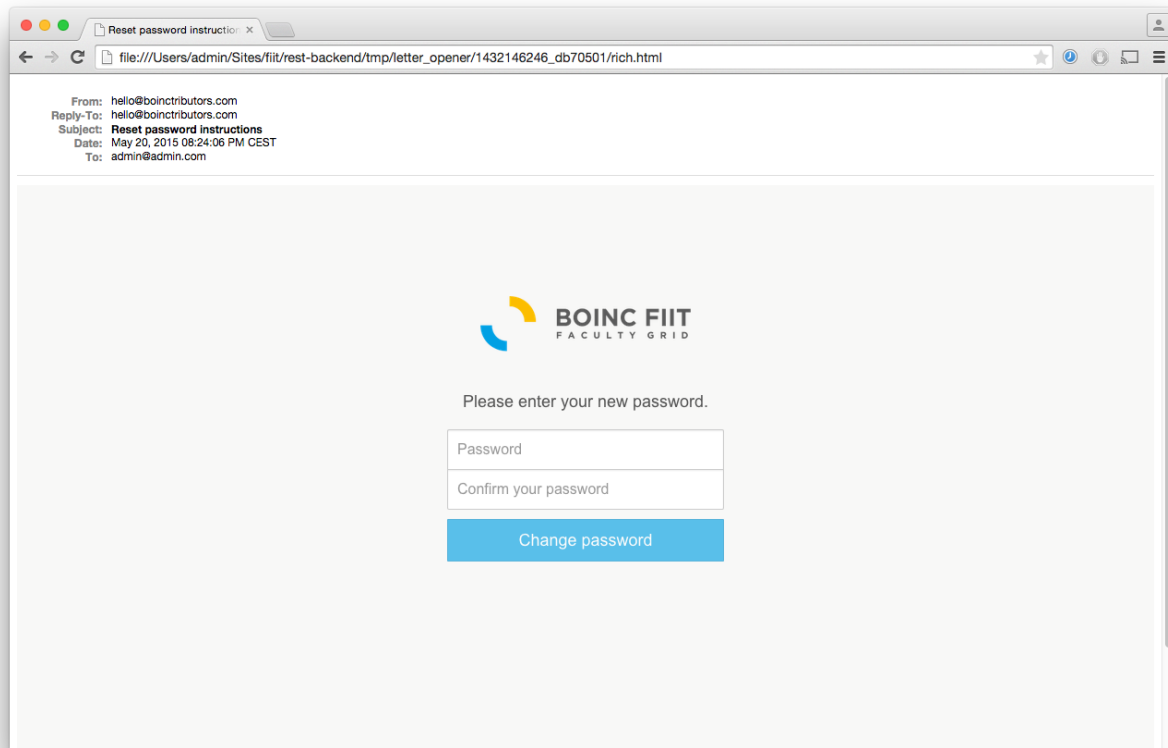 Reset password instruction
file:///Users/admin/Sites/fiit/rest-backend/tmp/letter_opener/1432146246_db70501/rich.html
From: hello@boinctributors.com
Reply-To: hello@boinctributors.com
Subject: Reset password instructions
Date: May 20, 2015 08:24:06 PM CEST
To: admin@admin.com
BOINC FIIT
FACULTY GRID
Please enter your new password.
Password
Confirm your password
Change password